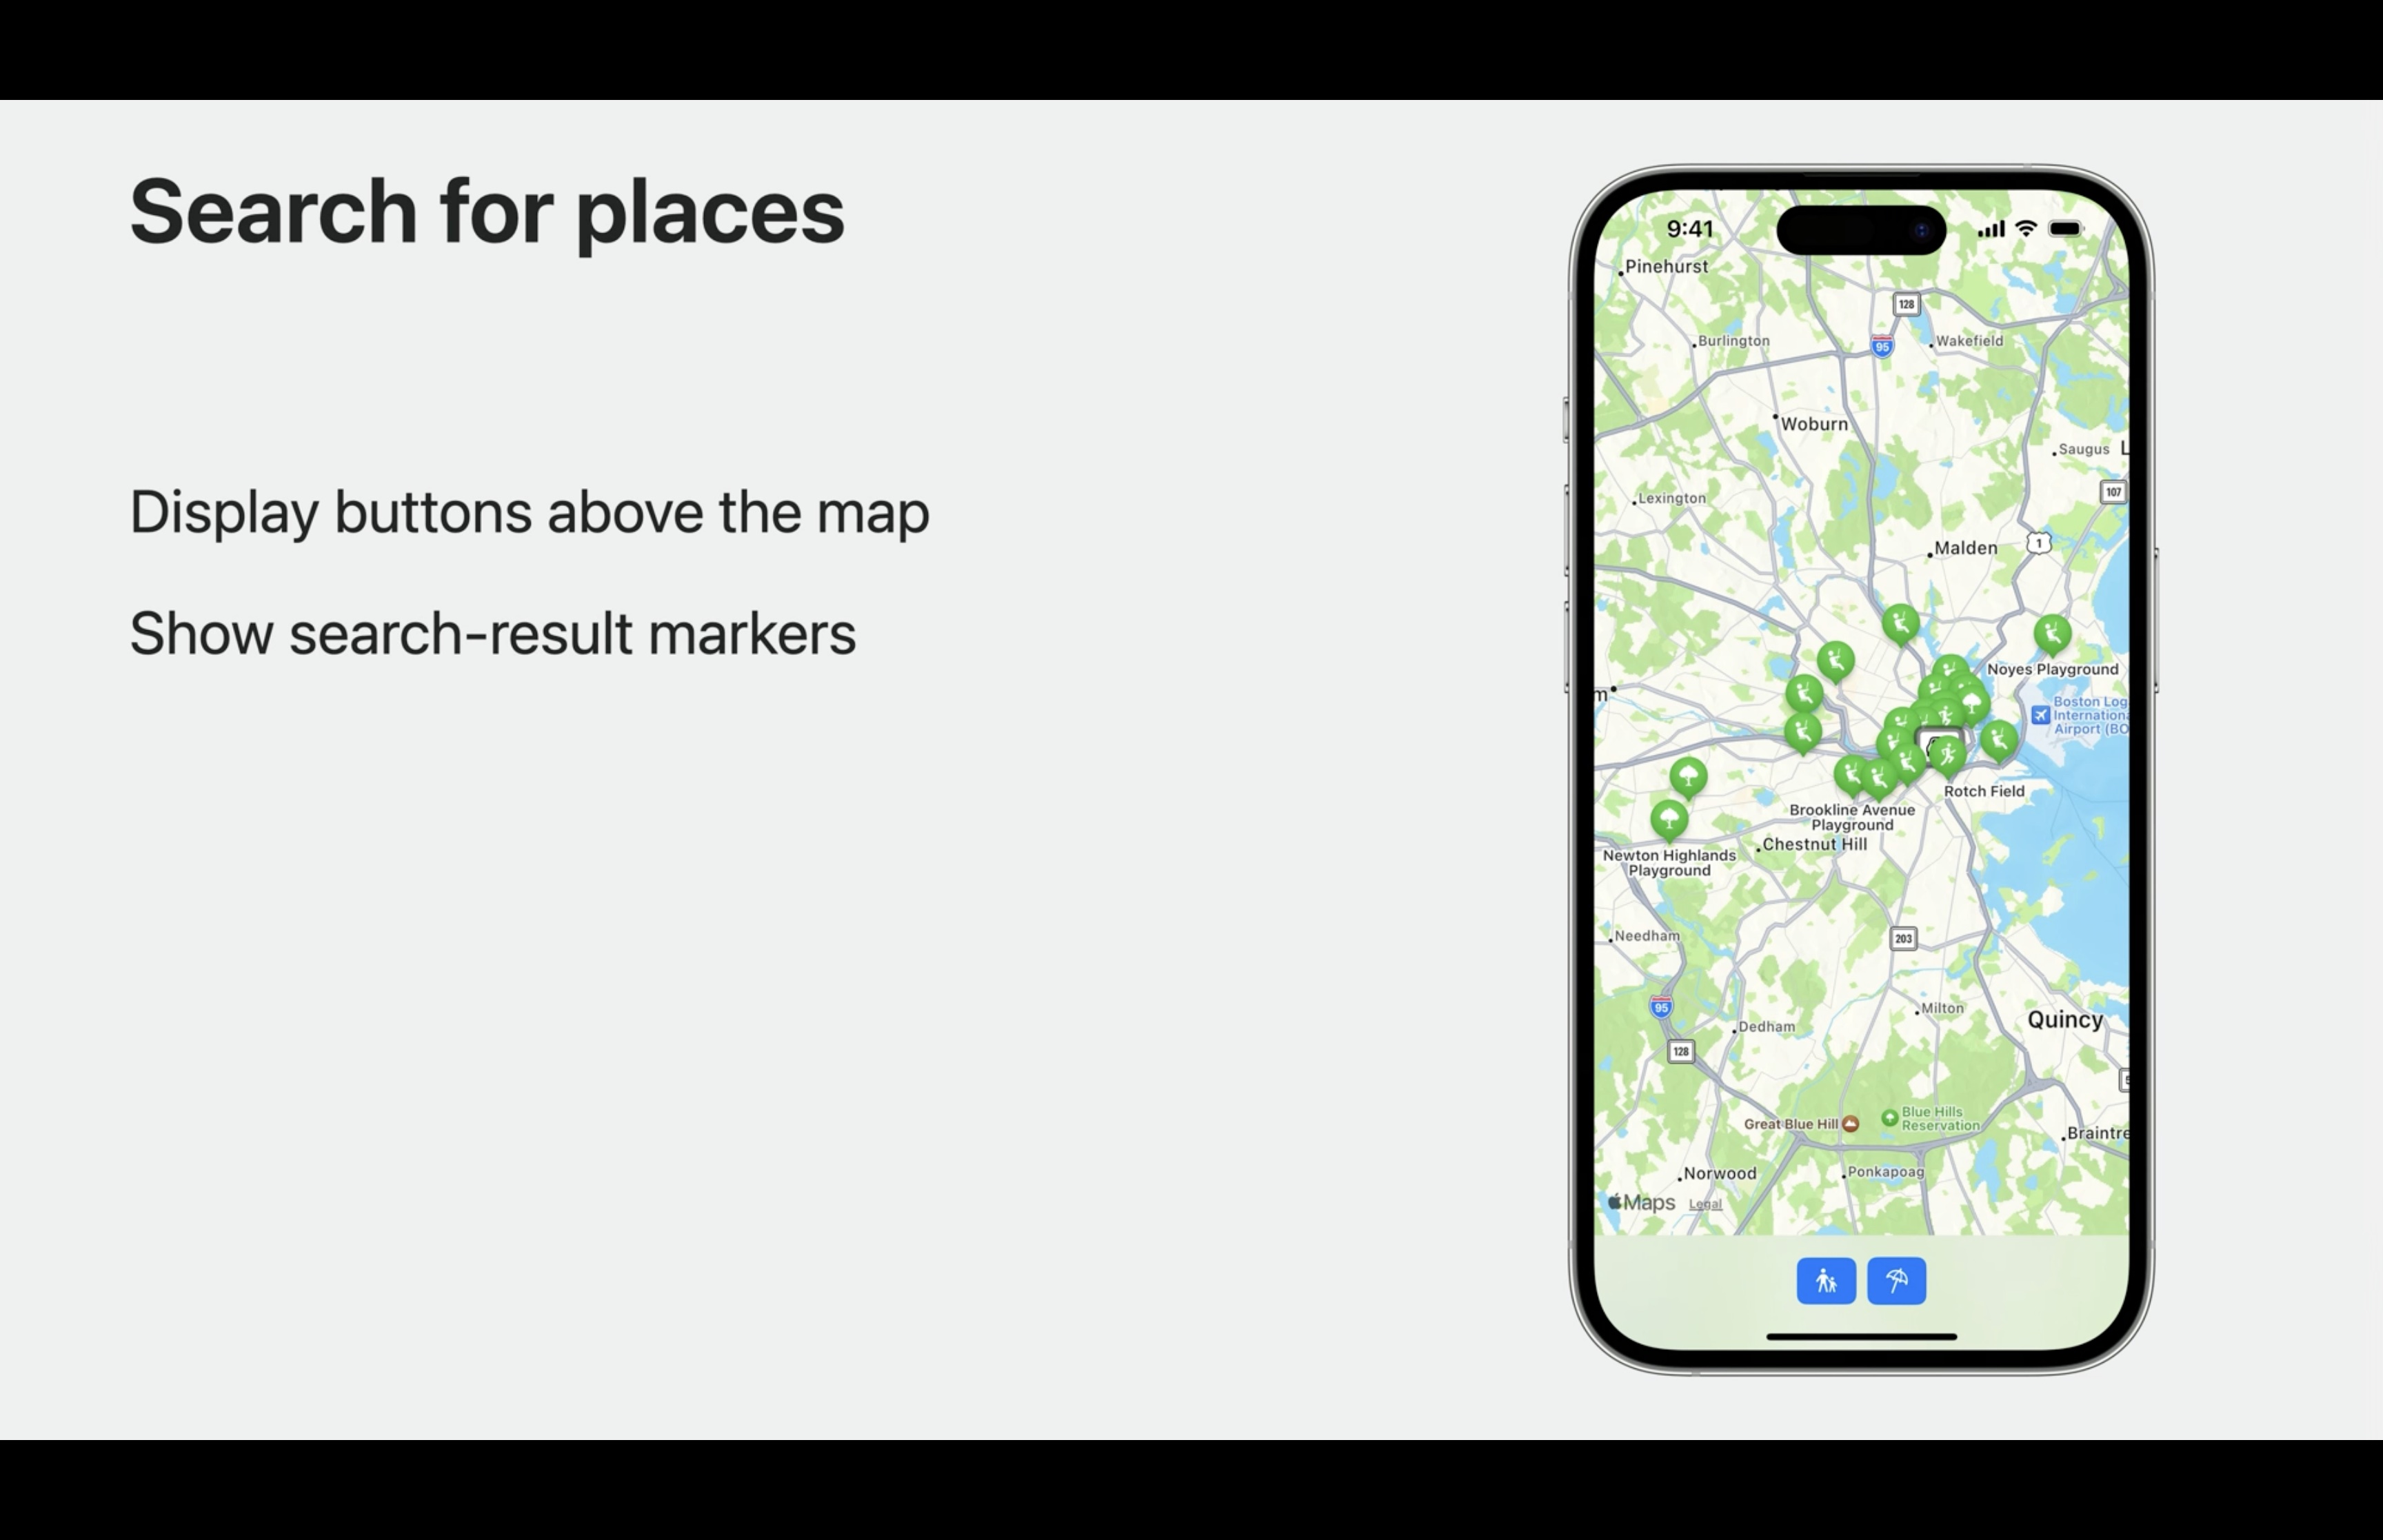 Search for places
Display buttons above the map
Show search-result markers
9:41
Pinehurst
128
Burlington
95
Wakefield
Woburn
Saugus
L
107
Lexington
Malden
1
Noyes Playground
m
Boston Log
Internationa
Airport (BO
Rotch Field
Brookline Avenue
Playground
Chestnut Hill
Newton Highlands
Playground
Needham
203
95
Milton
Quincy
Dedham
128
Great Blue Hill
Blue Hills
Reservation
Braintre
Norwood
Ponkapoag
Maps
Legal